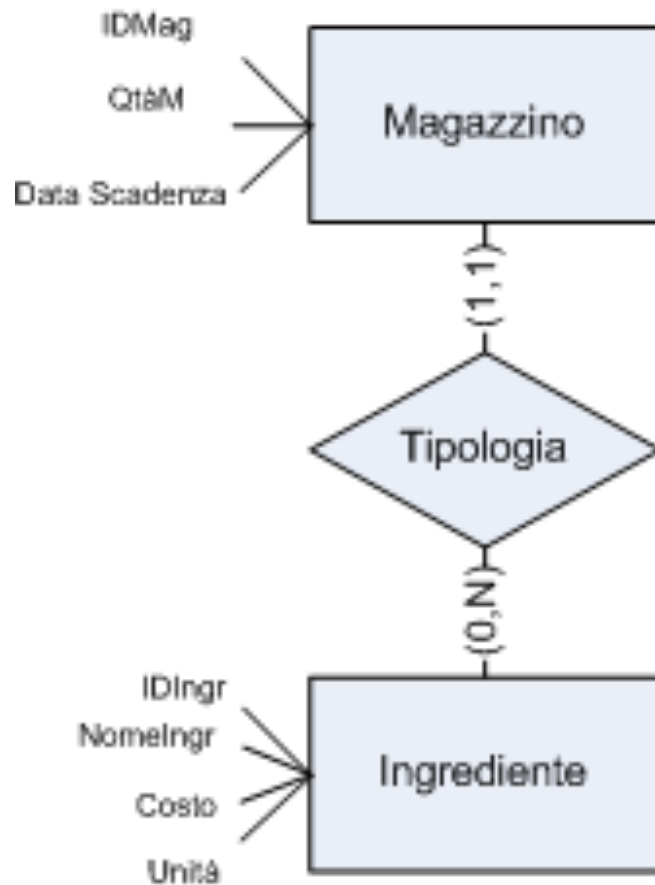 IDMag
QtàM
Magazzino
Data Scadenza
(1,1)
Tipologia
(0,N)
IDIngr
NomeIngr
Ingrediente
Costo
Unità